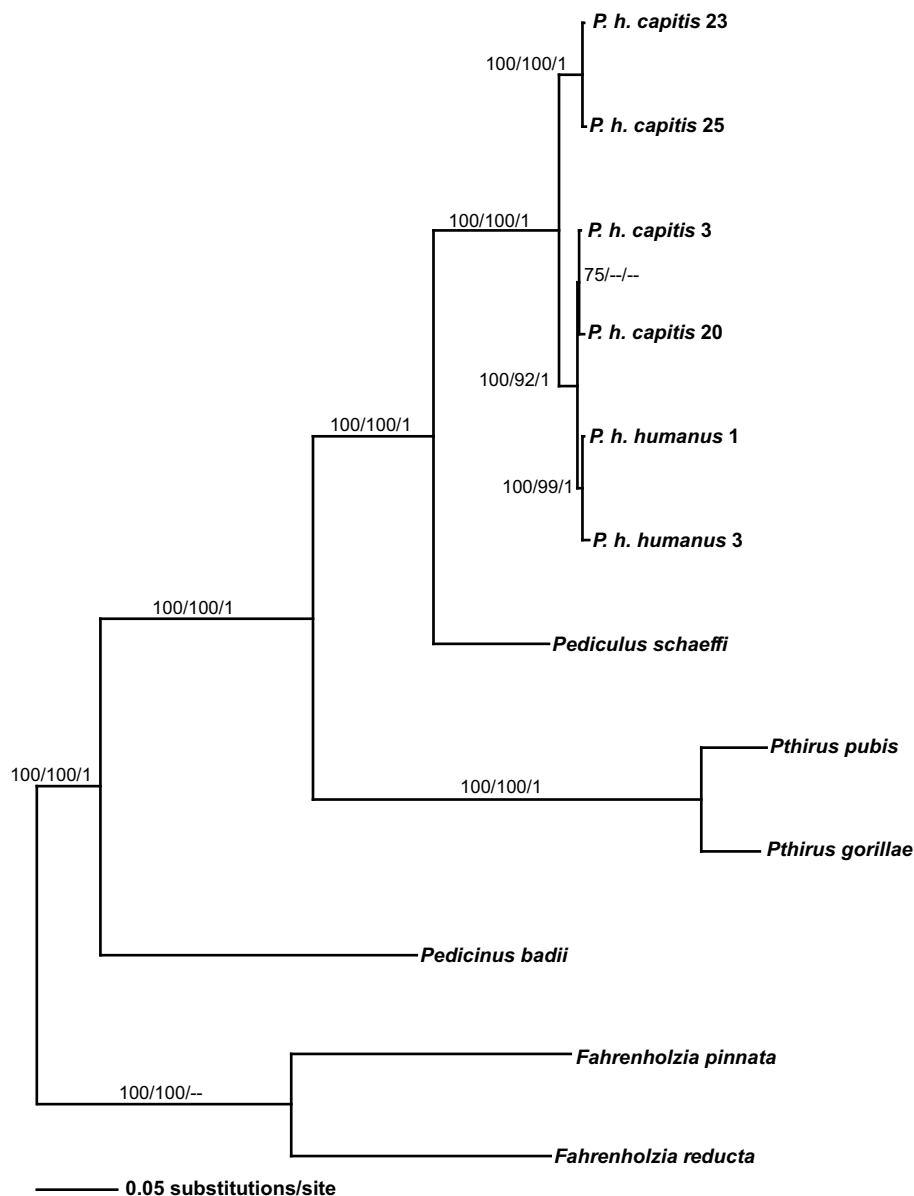 P. h. capitis 23
100/100/1
P. h. capitis 25
100/100/1
P. h. capitis 3
75/--/--
P. h. capitis 20
100/92/1
100/100/1
P. h. humanus 1
100/99/1
P. h. humanus 3
100/100/1
Pediculus schaeffi
Pthirus pubis
100/100/1
100/100/1
Pthirus gorillae
Pedicinus badii
Fahrenholzia pinnata
100/100/--
Fahrenholzia reducta
0.05 substitutions/site